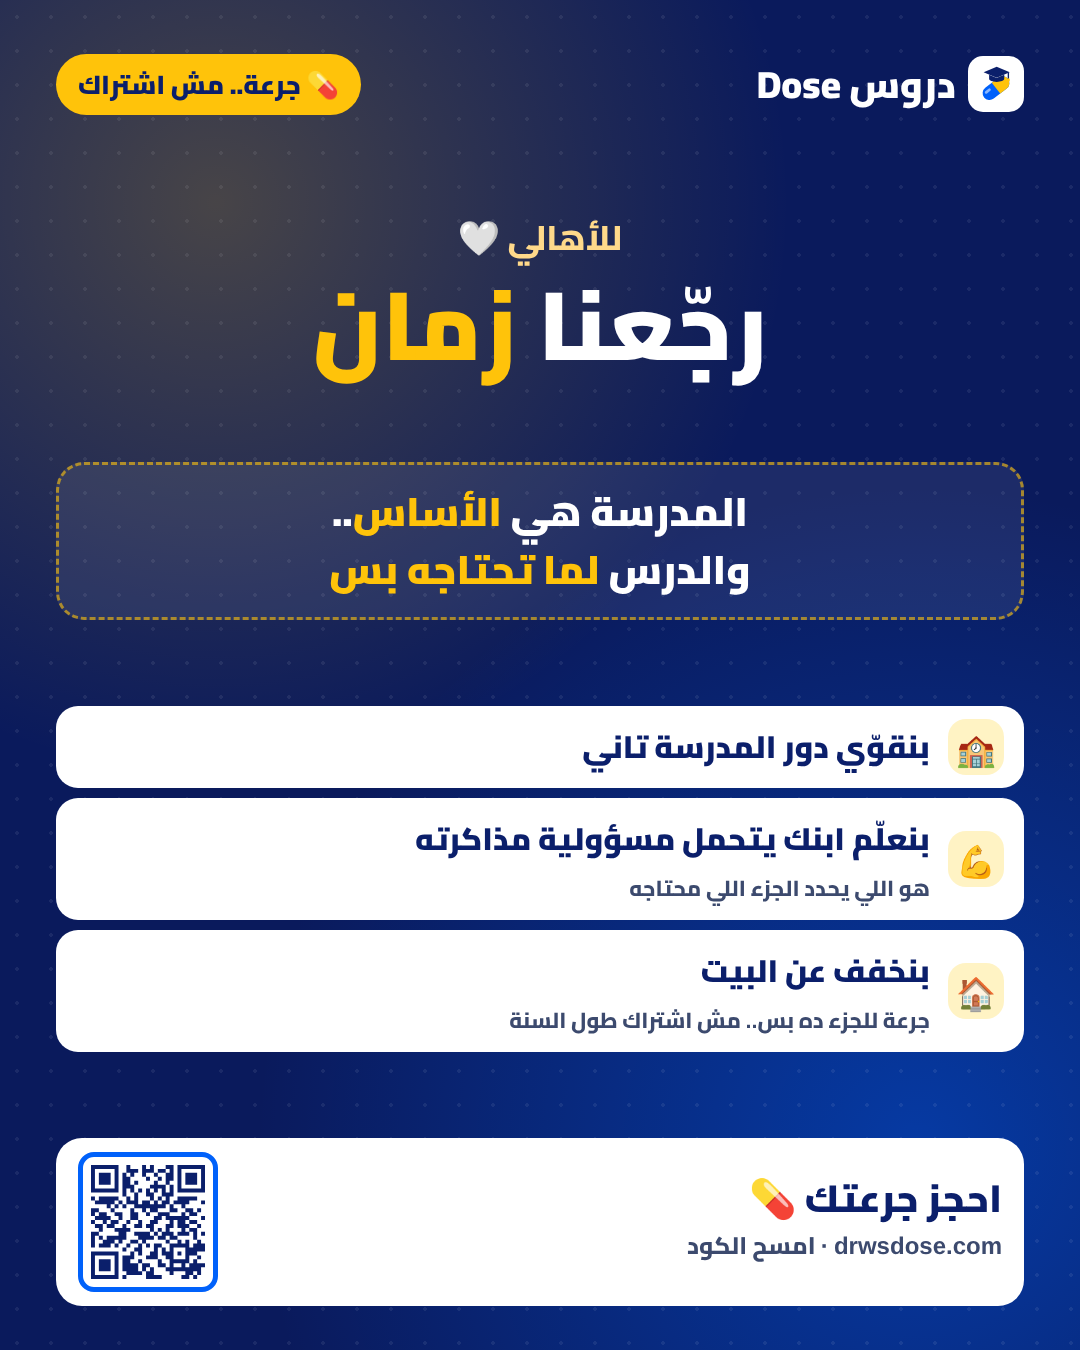 دروس Dose
💊 جرعة.. مش اشتراك
للأهالي 🤍
رجّعنا زمان
المدرسة هي الأساس..
والدرس لما تحتاجه بس
بنقوّي دور المدرسة تاني
بنعلّم ابنك يتحمل مسؤولية مذاكرته
هو اللي يحدد الجزء اللي محتاجه
بنخفف عن البيت
جرعة للجزء ده بس.. مش اشتراك طول السنة
احجز جرعتك 💊
drwsdose.com · امسح الكود